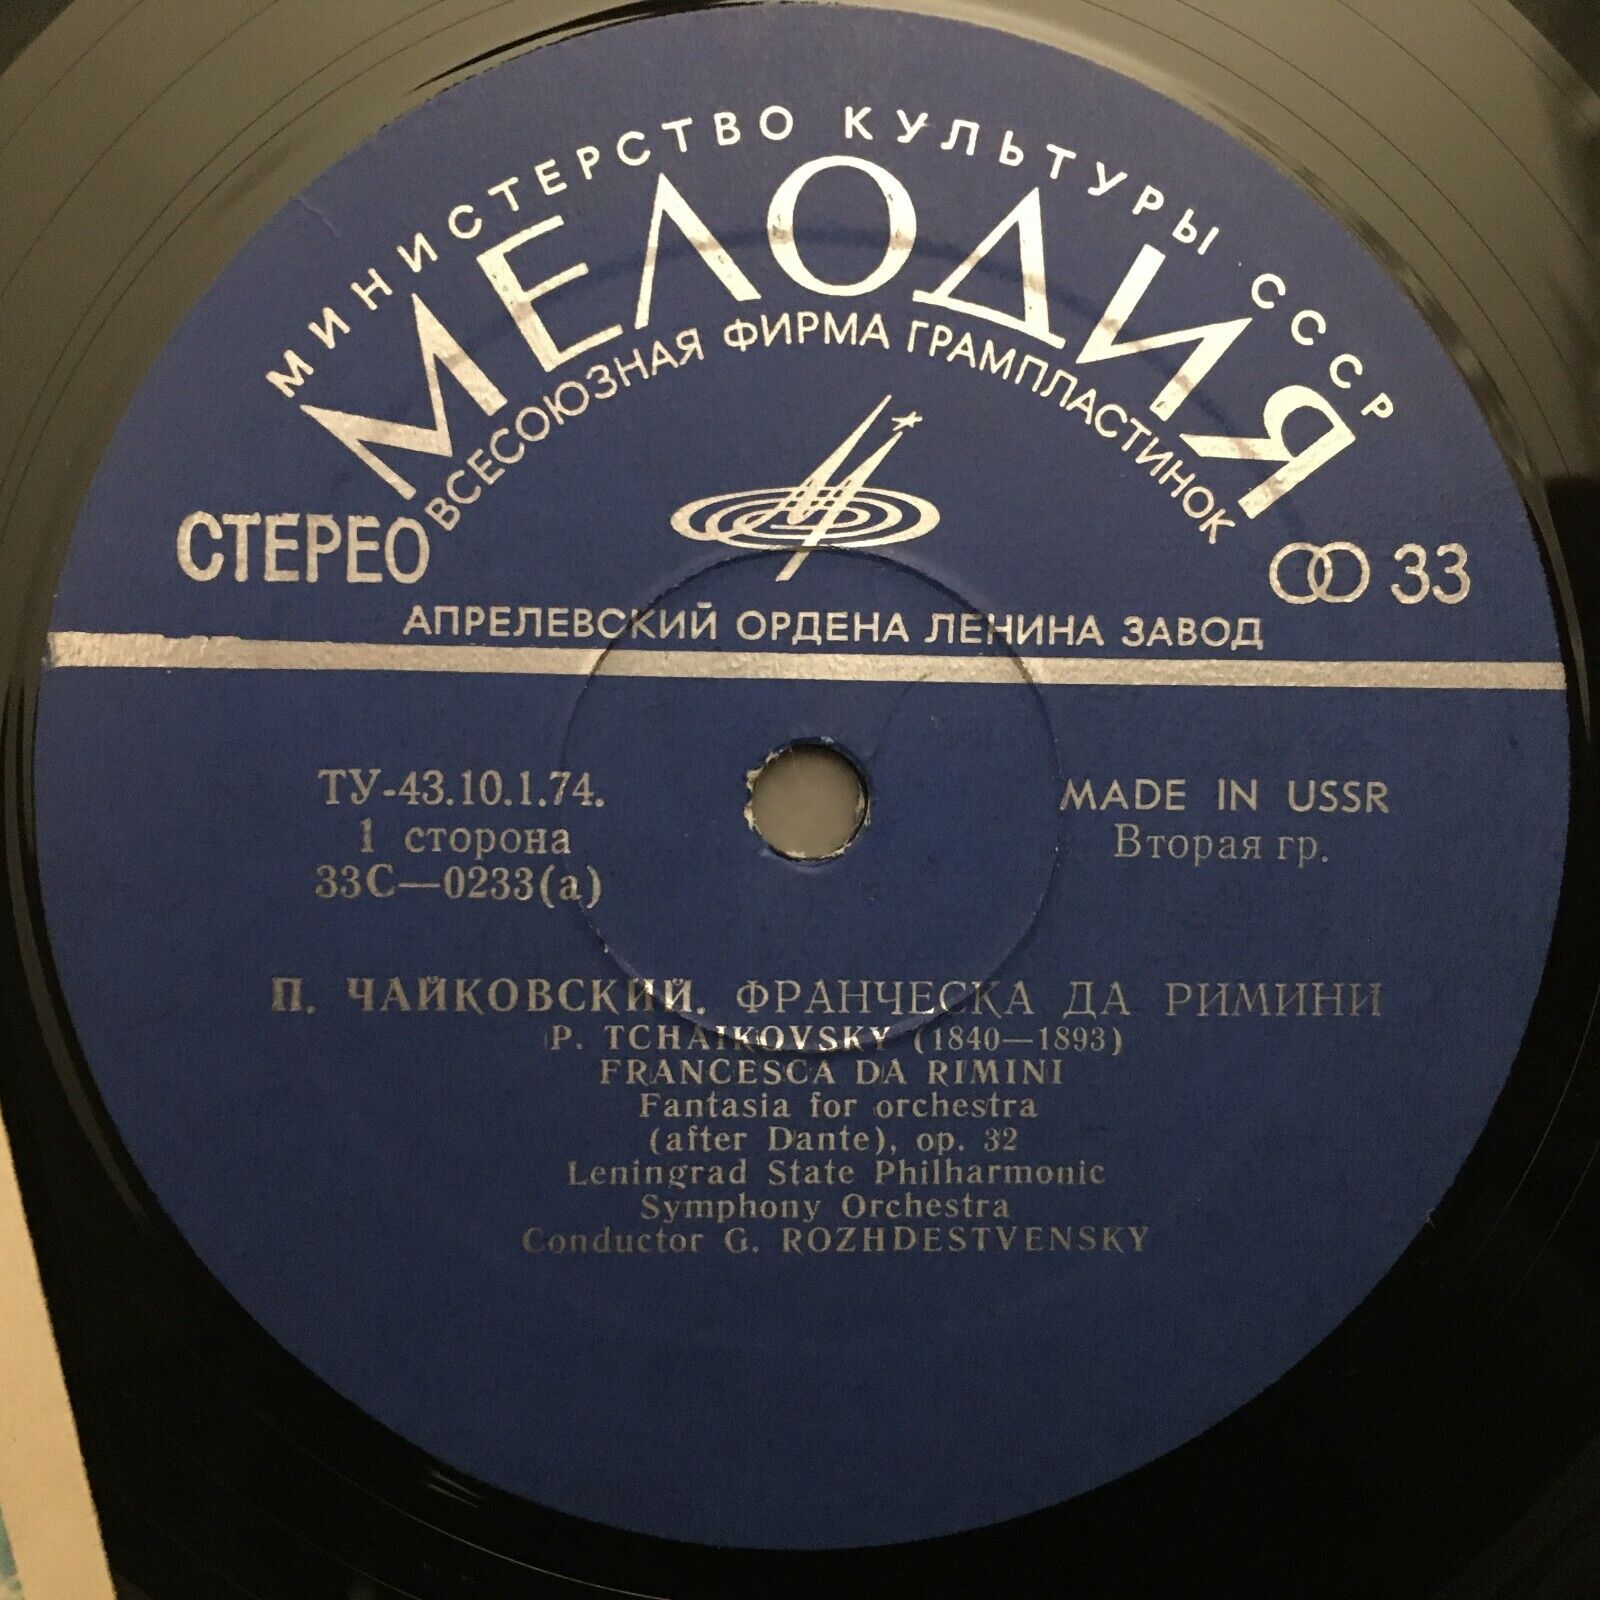 МИНИСТЕРСТВО КУЛЬТУРЫ СССР
МЕЛОДИЯ
ВСЕСОЮЗНАЯ ФИРМА ГРАМПЛАСТИНОК
СТЕРЕО
33
АПРЕЛЕВСКИЙ ОРДЕНА ЛЕНИНА ЗАВОД
ТУ-43.10.1.74.
1 сторона
33С—0233(а)
MADE IN USSR
Вторая гр.
П. ЧАЙКОВСКИЙ. ФРАНЧЕСКА ДА РИМИНИ
P. TCHAIKOVSKY (1840—1893)
FRANCESCA DA RIMINI
Fantasia for orchestra
(after Dante), op. 32
Leningrad State Philharmonic
Symphony Orchestra
Conductor G. ROZHDESTVENSKY